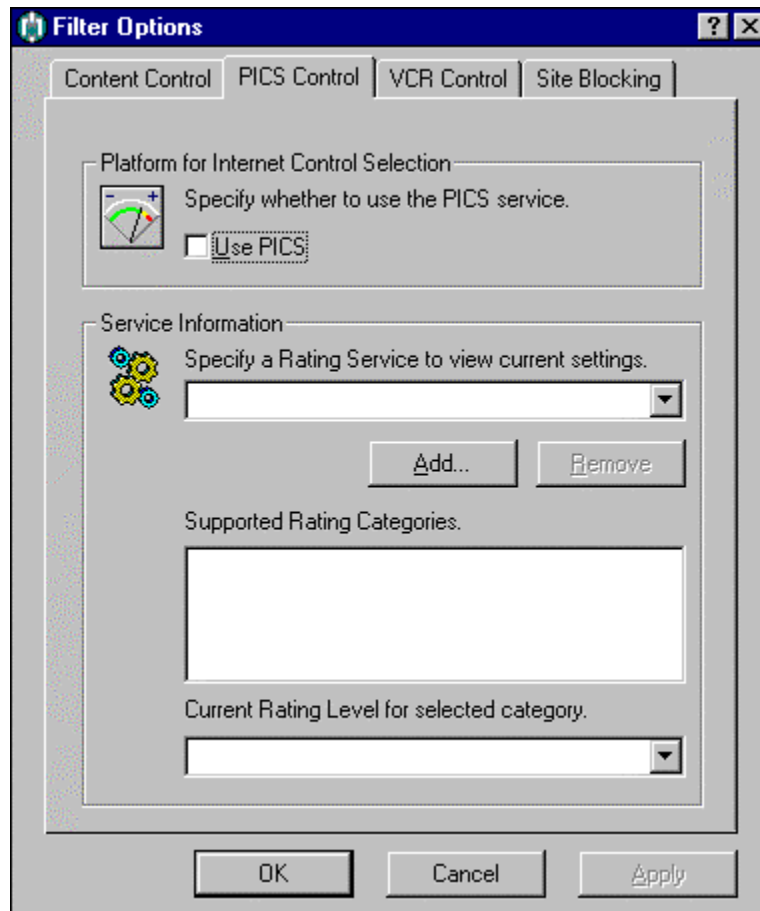 Filter Options
Content Control PICS Control VCR Control Site Blocking
Platform for Internet Control Selection
Specify whether to use the PICS service.
Use PICS
Service Information
Specify a Rating Service to view current settings.
Add... Remove
Supported Rating Categories.
Current Rating Level for selected category.
OK Cancel Apply